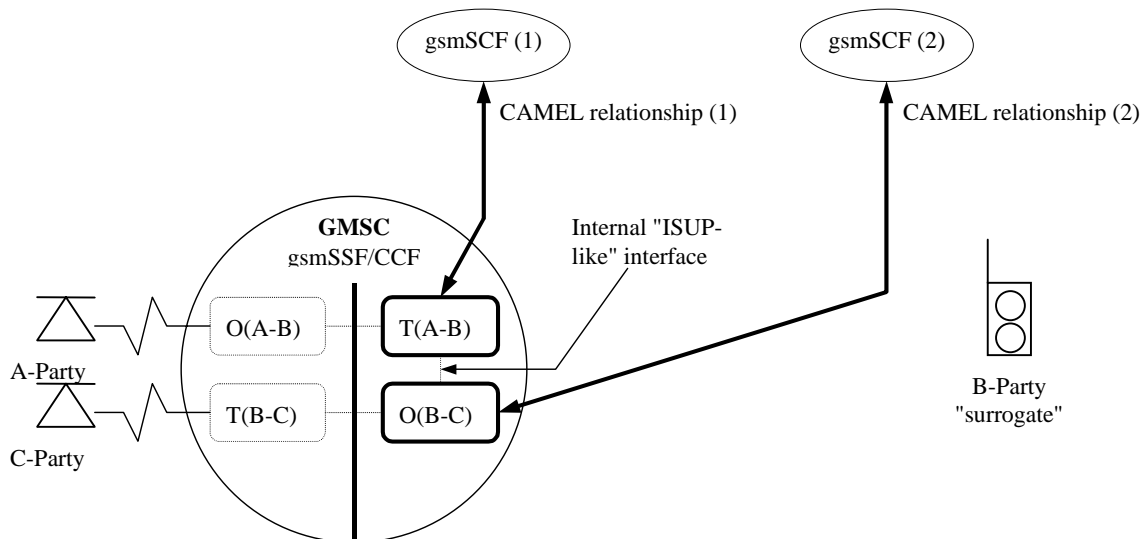 gsmSCF (1)
gsmSCF (2)
CAMEL relationship (1)
CAMEL relationship (2)
GMSC
gsmSSF/CCF
Internal "ISUP-
like" interface
O(A-B)
T(A-B)
A-Party
T(B-C)
O(B-C)
C-Party
B-Party
"surrogate"